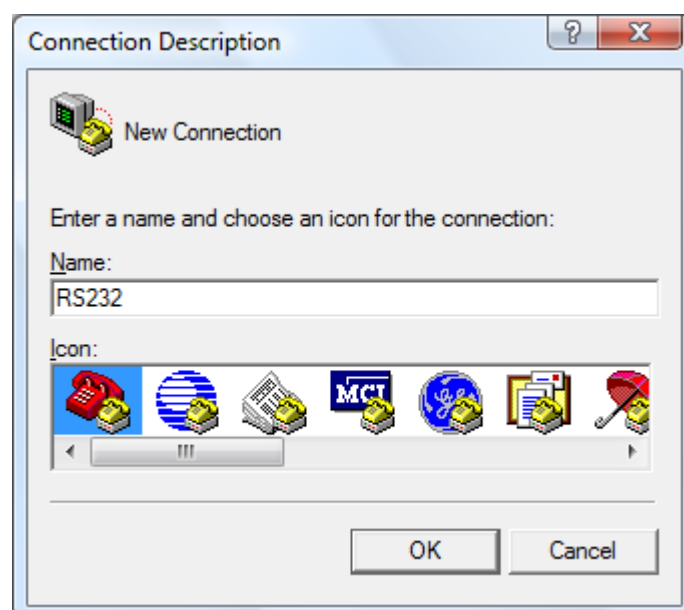 Connection Description
New Connection
Enter a name and choose an icon for the connection:
Name:
RS232
Icon:
MCI
OK
Cancel